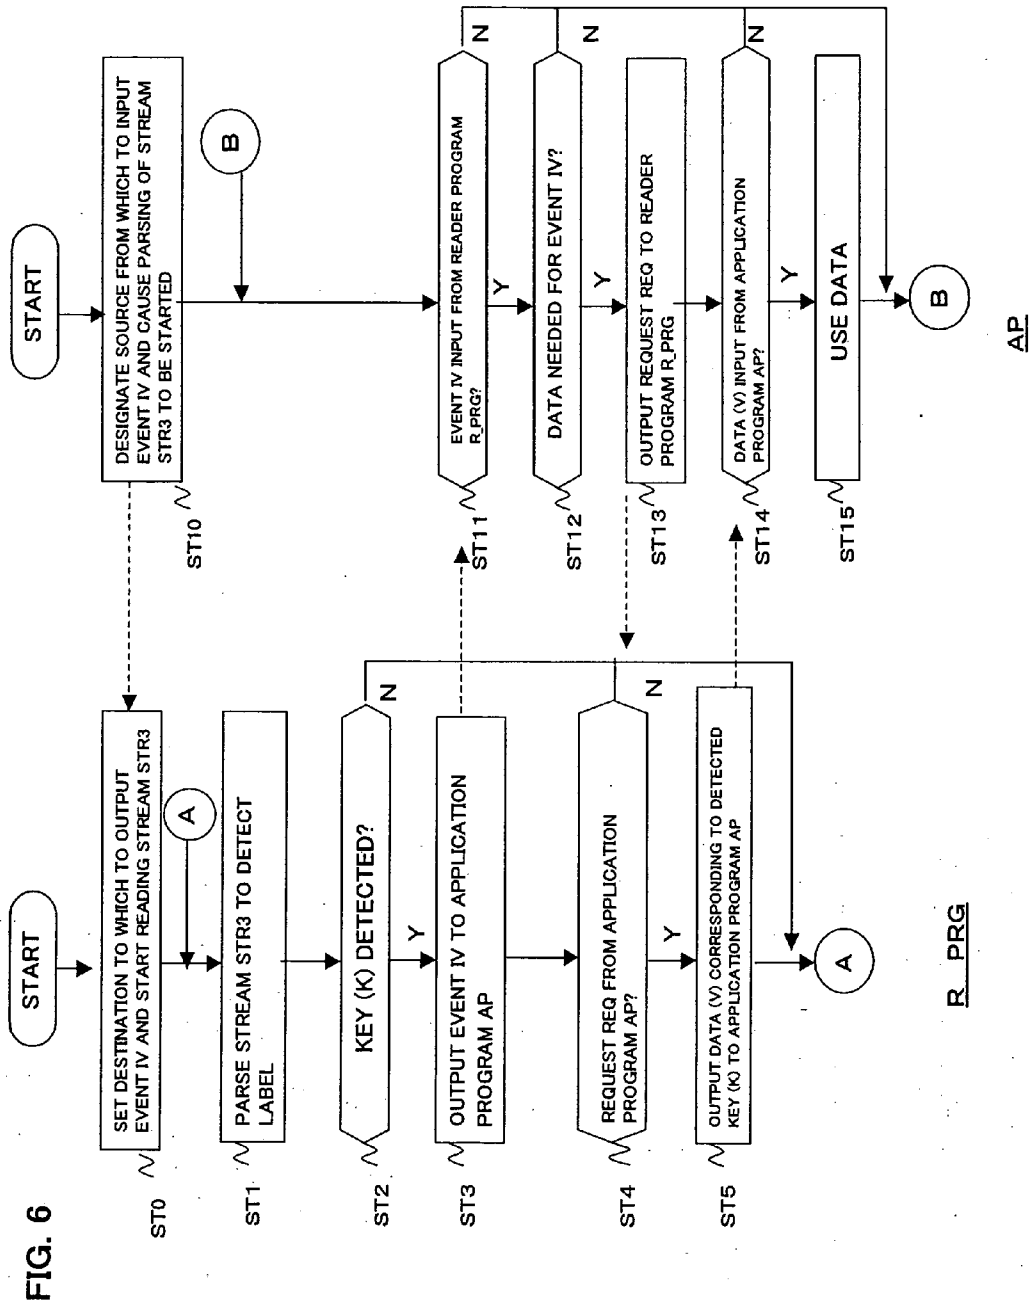 FIG. 6
START
SET DESTINATION TO WHICH TO OUTPUT
EVENT IV AND START READING STREAM STR3
ST0
A
PARSE STREAM STR3 TO DETECT
LABEL
ST1
KEY (K) DETECTED?
ST2
N
Y
OUTPUT EVENT IV TO APPLICATION
PROGRAM AP
ST3
REQUEST REQ FROM APPLICATION
PROGRAM AP?
ST4
N
Y
OUTPUT DATA (V) CORRESPONDING TO DETECTED
KEY (K) TO APPLICATION PROGRAM AP
ST5
A
R_PRG
START
DESIGNATE SOURCE FROM WHICH TO INPUT
EVENT IV AND CAUSE PARSING OF STREAM
STR3 TO BE STARTED
ST10
B
EVENT IV INPUT FROM READER PROGRAM
R_PRG?
ST11
N
Y
DATA NEEDED FOR EVENT IV?
ST12
N
Y
OUTPUT REQUEST REQ TO READER
PROGRAM R_PRG
ST13
DATA (V) INPUT FROM APPLICATION
PROGRAM AP?
ST14
N
Y
USE DATA
ST15
B
AP